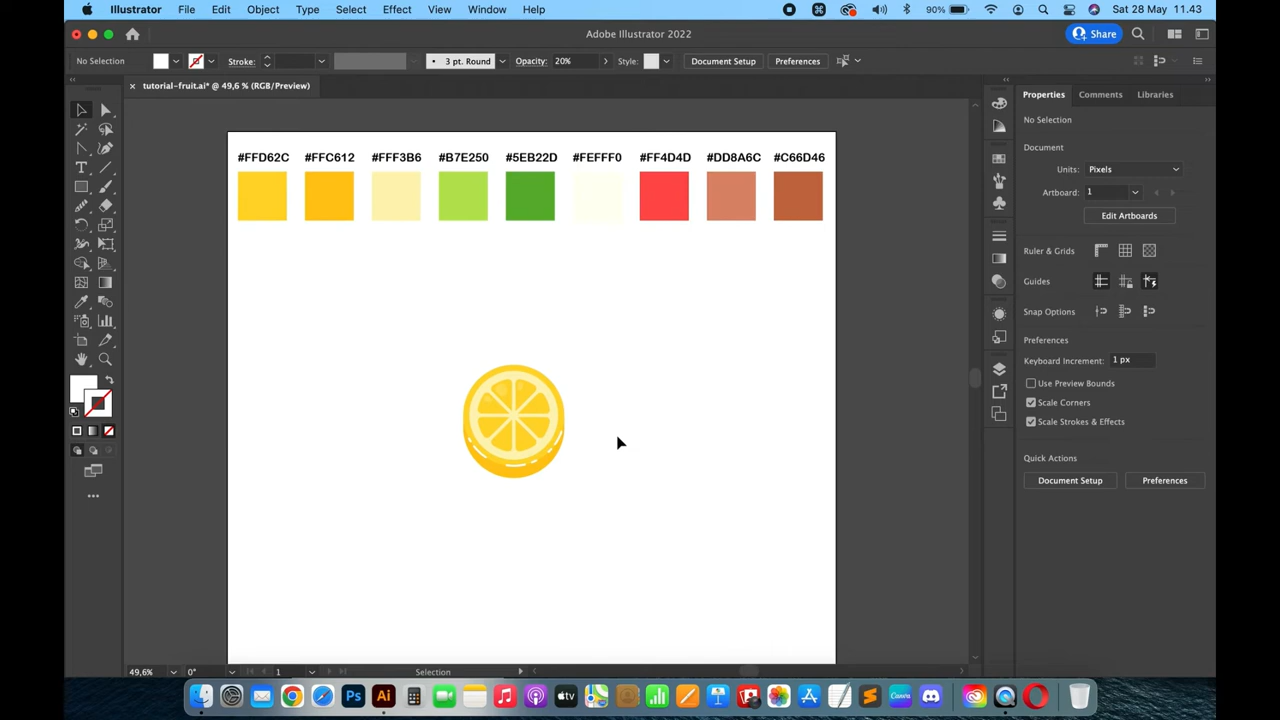 Illustrator File Edit Object Type Select Effect View Window Help 90% Sat 28 May 11.43
Adobe Illustrator 2022
Share
No Selection Stroke: 3 pt. Round Opacity: 20% Style: Document Setup Preferences
tutorial-fruit.ai* @ 49,6 % (RGB/Preview)
Properties Comments Libraries
No Selection
Document
Units: Pixels
Artboard: 1
Edit Artboards
Ruler & Grids
Guides
Snap Options
Preferences
Keyboard Increment: 1 px
Use Preview Bounds
Scale Corners
Scale Strokes & Effects
Quick Actions
Document Setup Preferences
#FFD62C #FFC612 #FFF3B6 #B7E250 #5EB22D #FEFFF0 #FF4D4D #DD8A6C #C66D46
49,6% 0° 1 Selection
Ps Ai tv Canva